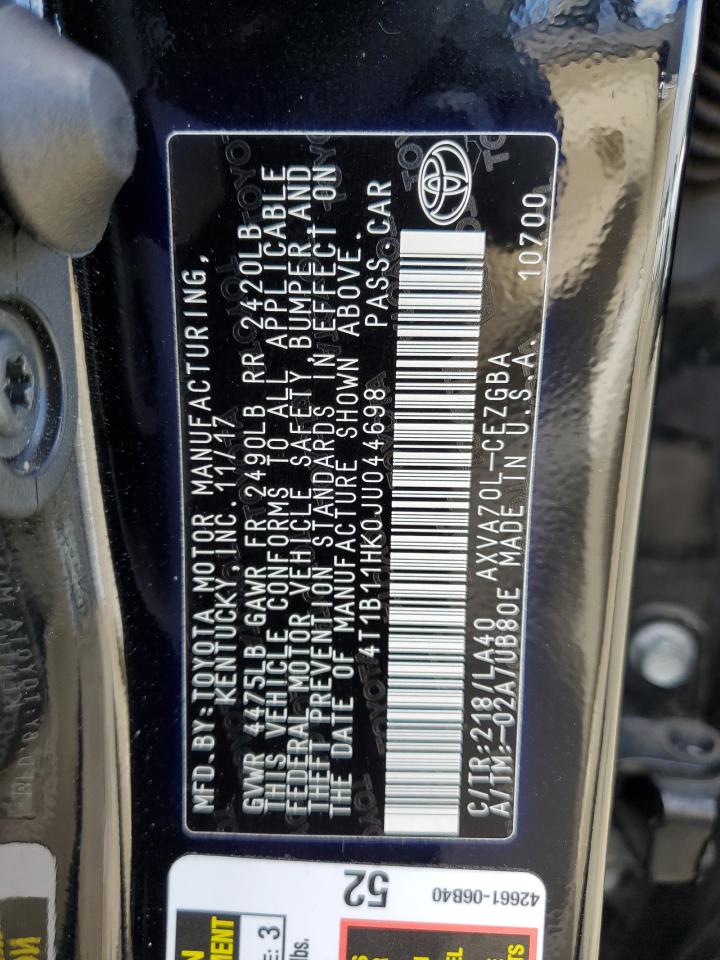 MFD.BY:TOYOTA MOTOR MANUFACTURING,
KENTUCKY,INC. 11/17
GVWR 4475LB GAWR FR 2490LB RR 2420LB
THIS VEHICLE CONFORMS TO ALL APPLICABLE
FEDERAL MOTOR VEHICLE SAFETY,BUMPER,AND
THEFT PREVENTION STANDARDS IN EFFECT ON
THE DATE OF MANUFACTURE SHOWN ABOVE.
4T1B11HK0JU044698 PASS.CAR
C/TR:218/LA40 AXVA70L-CEZGBA
A/TM:-02A/UB80E MADE IN U.S.A. 10700
52
42661-06B40
3
lbs.